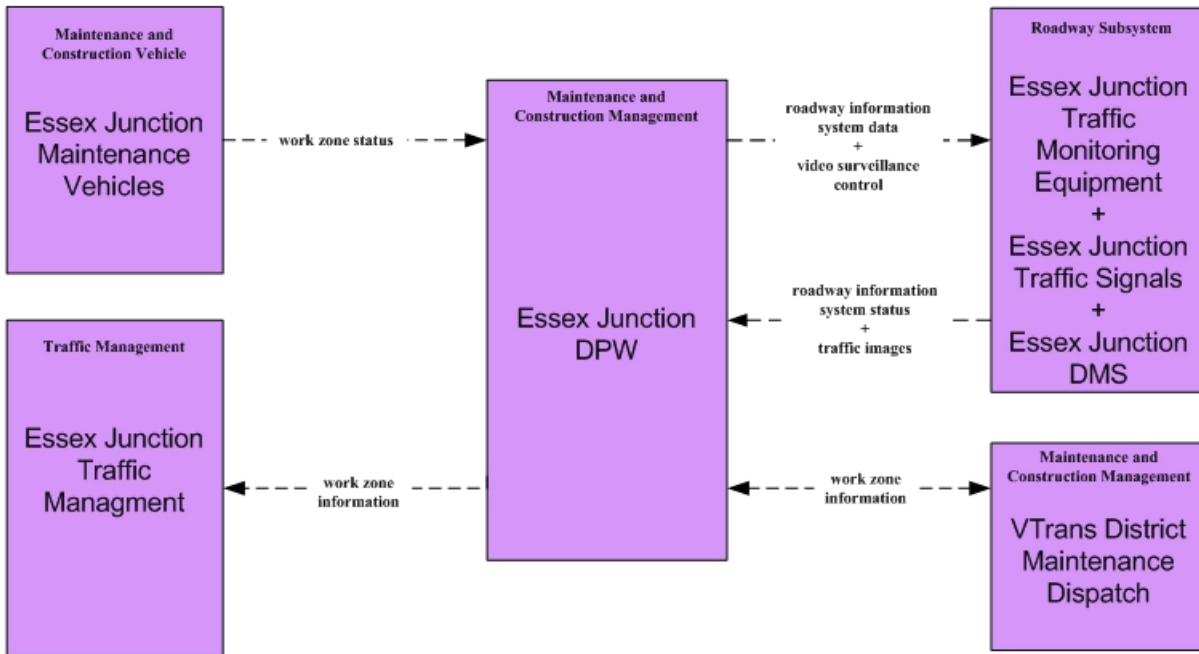 Maintenance and
Construction Vehicle
Essex Junction
Maintenance
Vehicles
work zone status
Traffic Management
Essex Junction
Traffic
Managment
work zone
information
Maintenance and
Construction Management
Essex Junction
DPW
roadway information
system data
+
video surveillance
control
roadway information
system status
+
traffic images
work zone
information
Roadway Subsystem
Essex Junction
Traffic
Monitoring
Equipment
+
Essex Junction
Traffic Signals
+
Essex Junction
DMS
Maintenance and
Construction Management
VTrans District
Maintenance
Dispatch